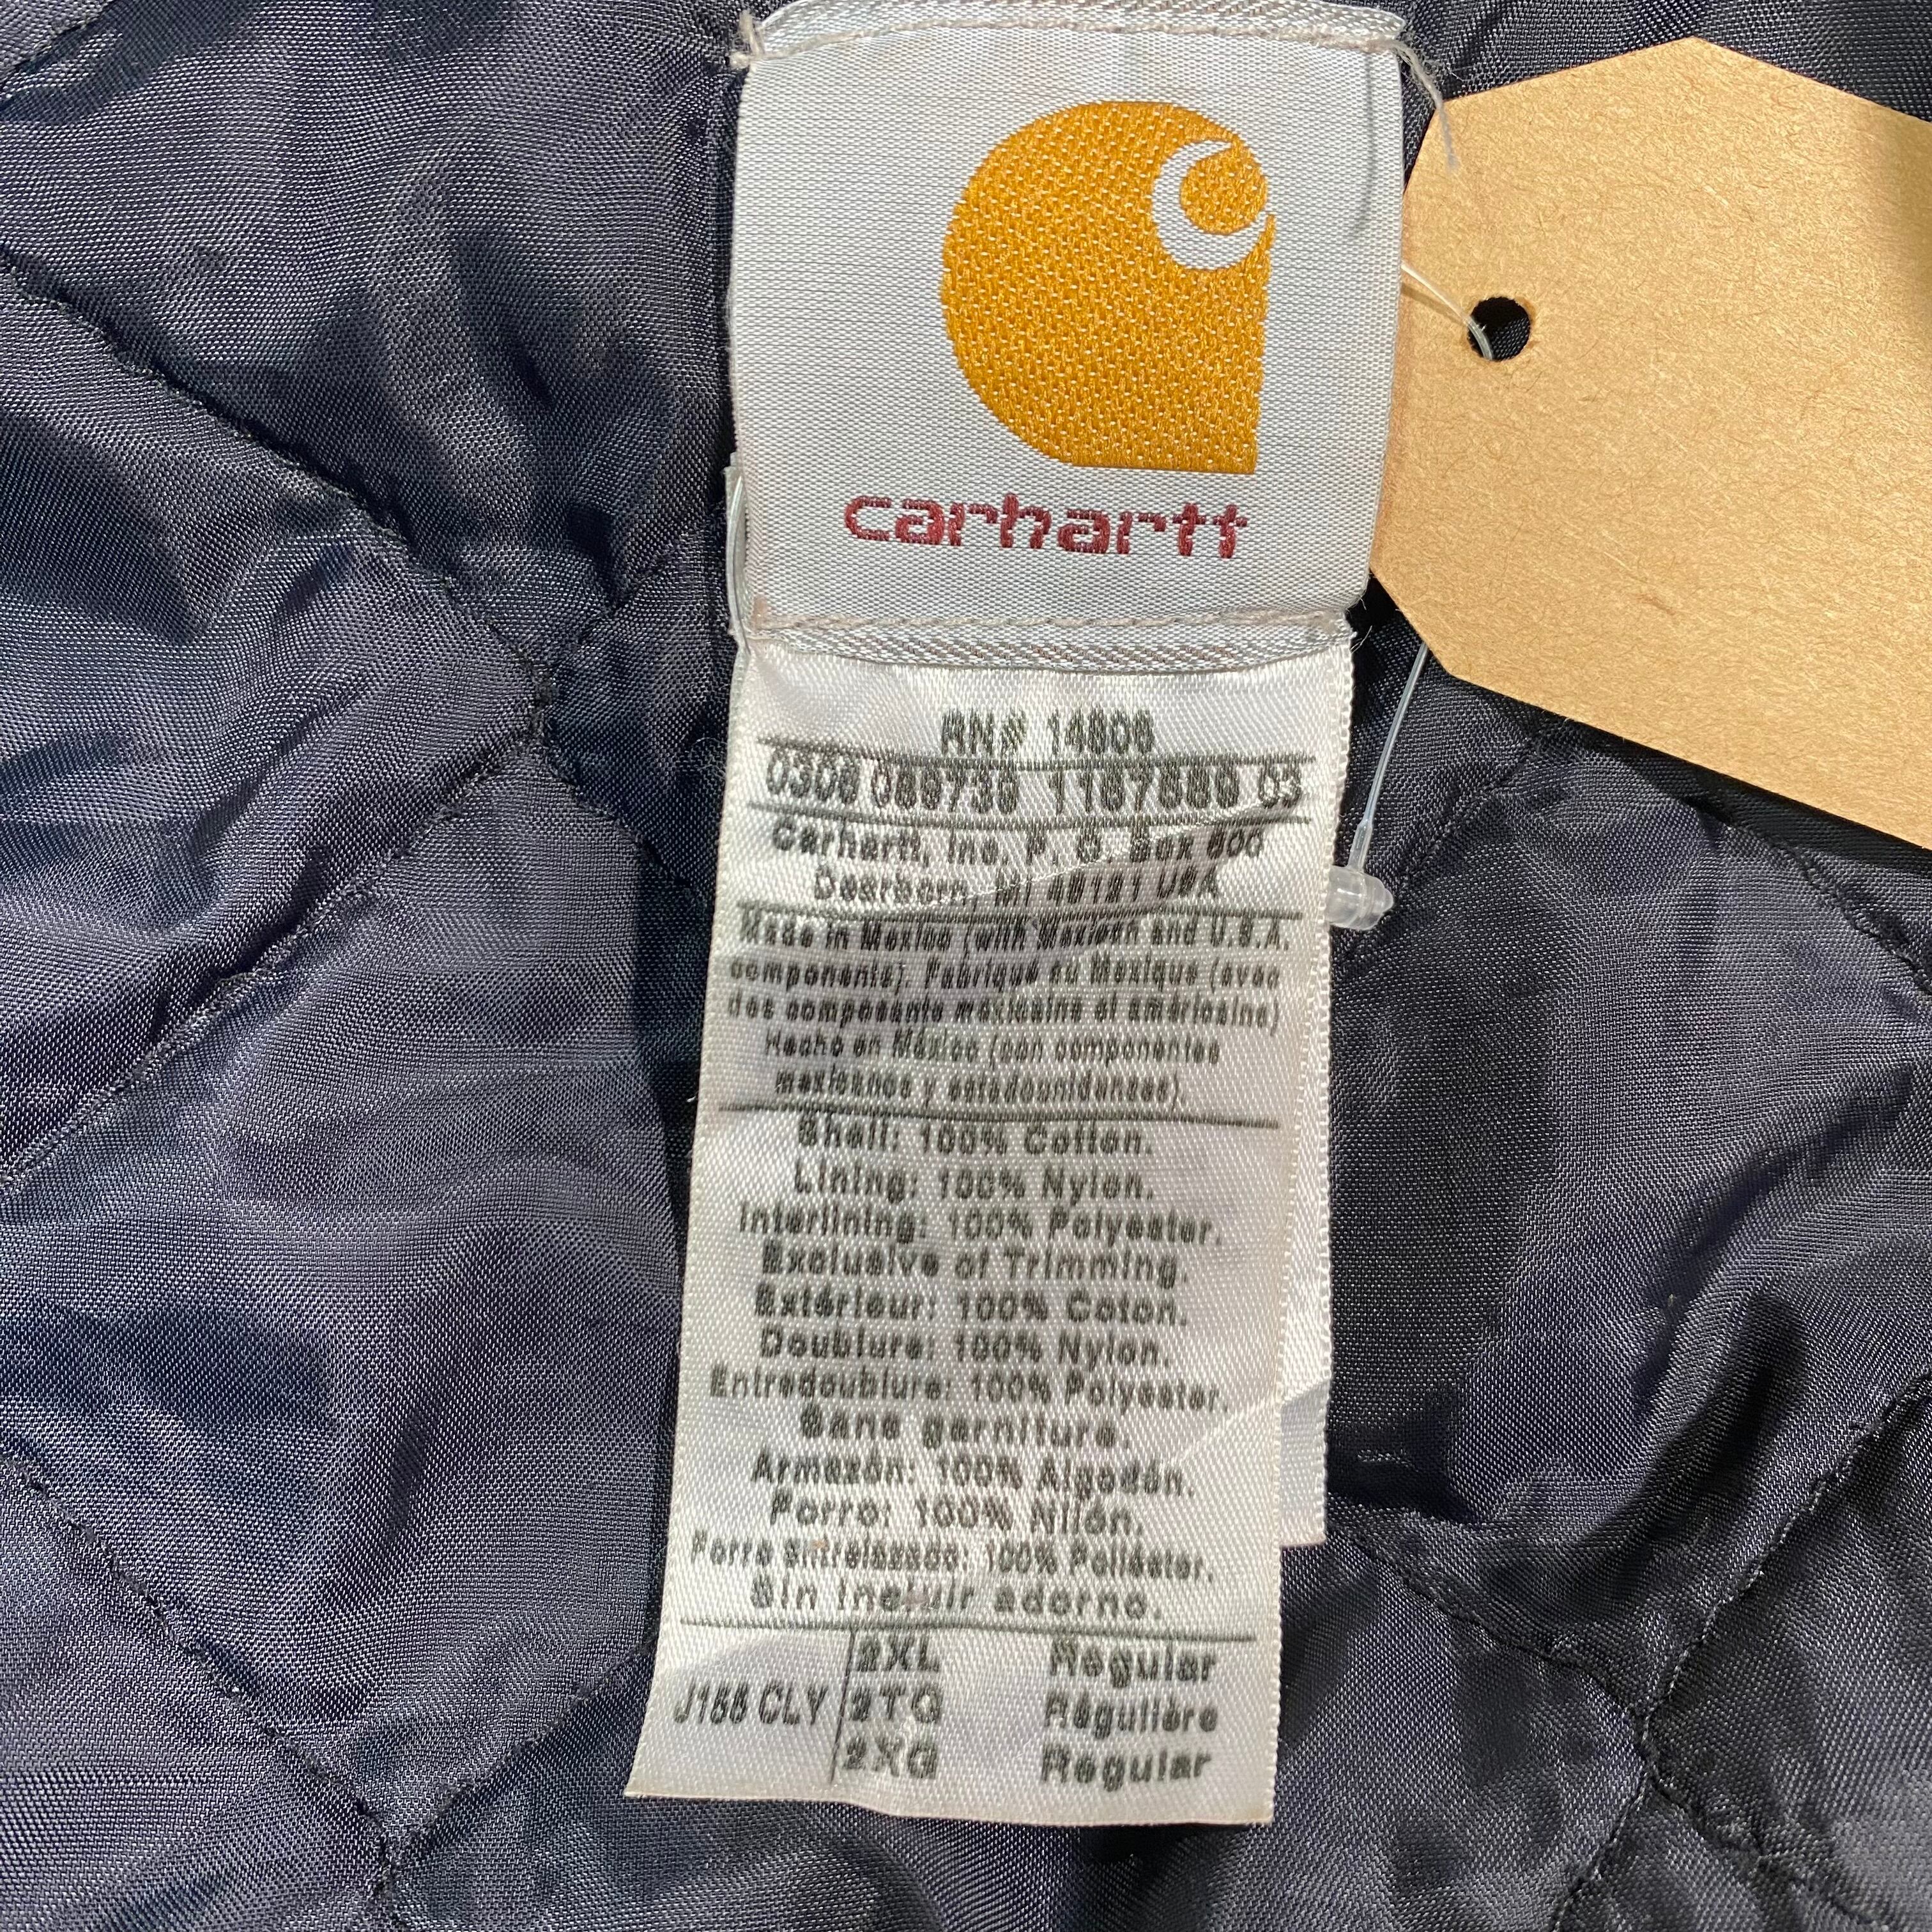 carhartt
RN# 14806
0308 089739 1187889 03
Carhartt, Inc. P. O. Box 600
Dearborn, MI 48121 USA
Made in Mexico (with Mexican and U.S.A.
components). Fabriqué au Mexique (avec
des composants mexicains et américains)
Hecho en México (con componentes
mexicanos y estadounidenses).
Shell: 100% Cotton.
Lining: 100% Nylon.
Interlining: 100% Polyester.
Exclusive of Trimming.
Extérieur: 100% Coton.
Doublure: 100% Nylon.
Entredoublure: 100% Polyester.
Sans garniture.
Armazón: 100% Algodón.
Forro: 100% Nilón.
Forro entrelazado: 100% Poliéster.
Sin incluir adorno.
2XL Regular
J155 CLY 2TG Régulière
2XG Regular